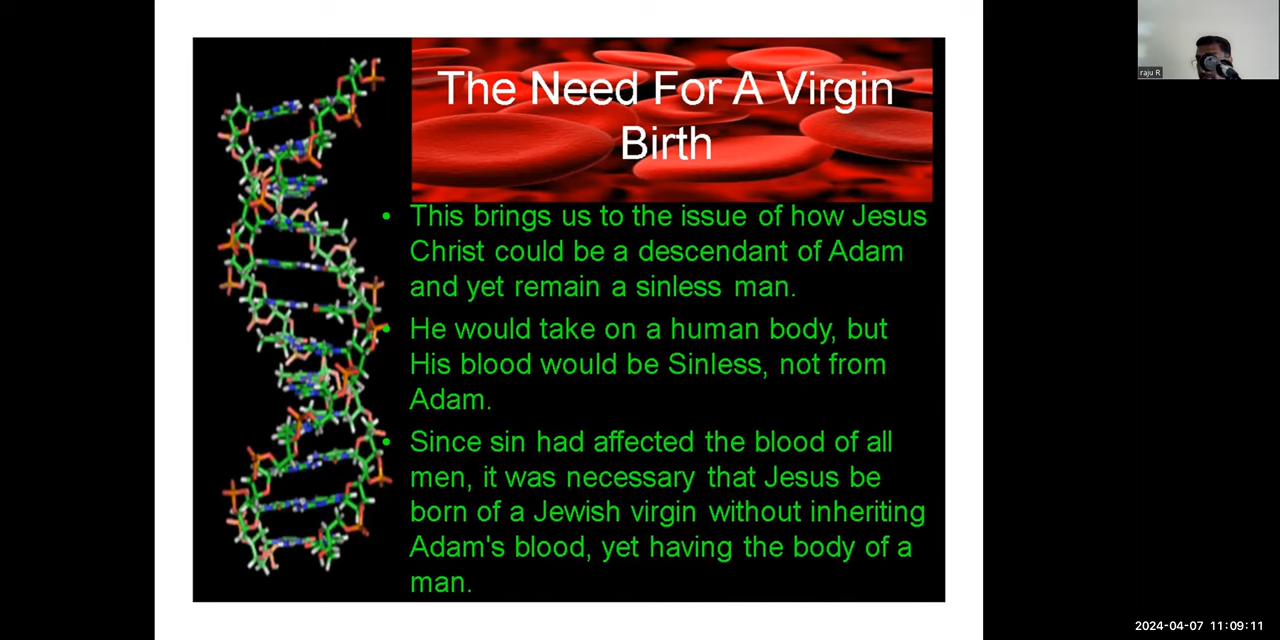 The Need For A Virgin
Birth
• This brings us to the issue of how Jesus
Christ could be a descendant of Adam
and yet remain a sinless man.
• He would take on a human body, but
His blood would be Sinless, not from
Adam.
• Since sin had affected the blood of all
men, it was necessary that Jesus be
born of a Jewish virgin without inheriting
Adam's blood, yet having the body of a
man.
raju R
2024-04-07 11:09:11